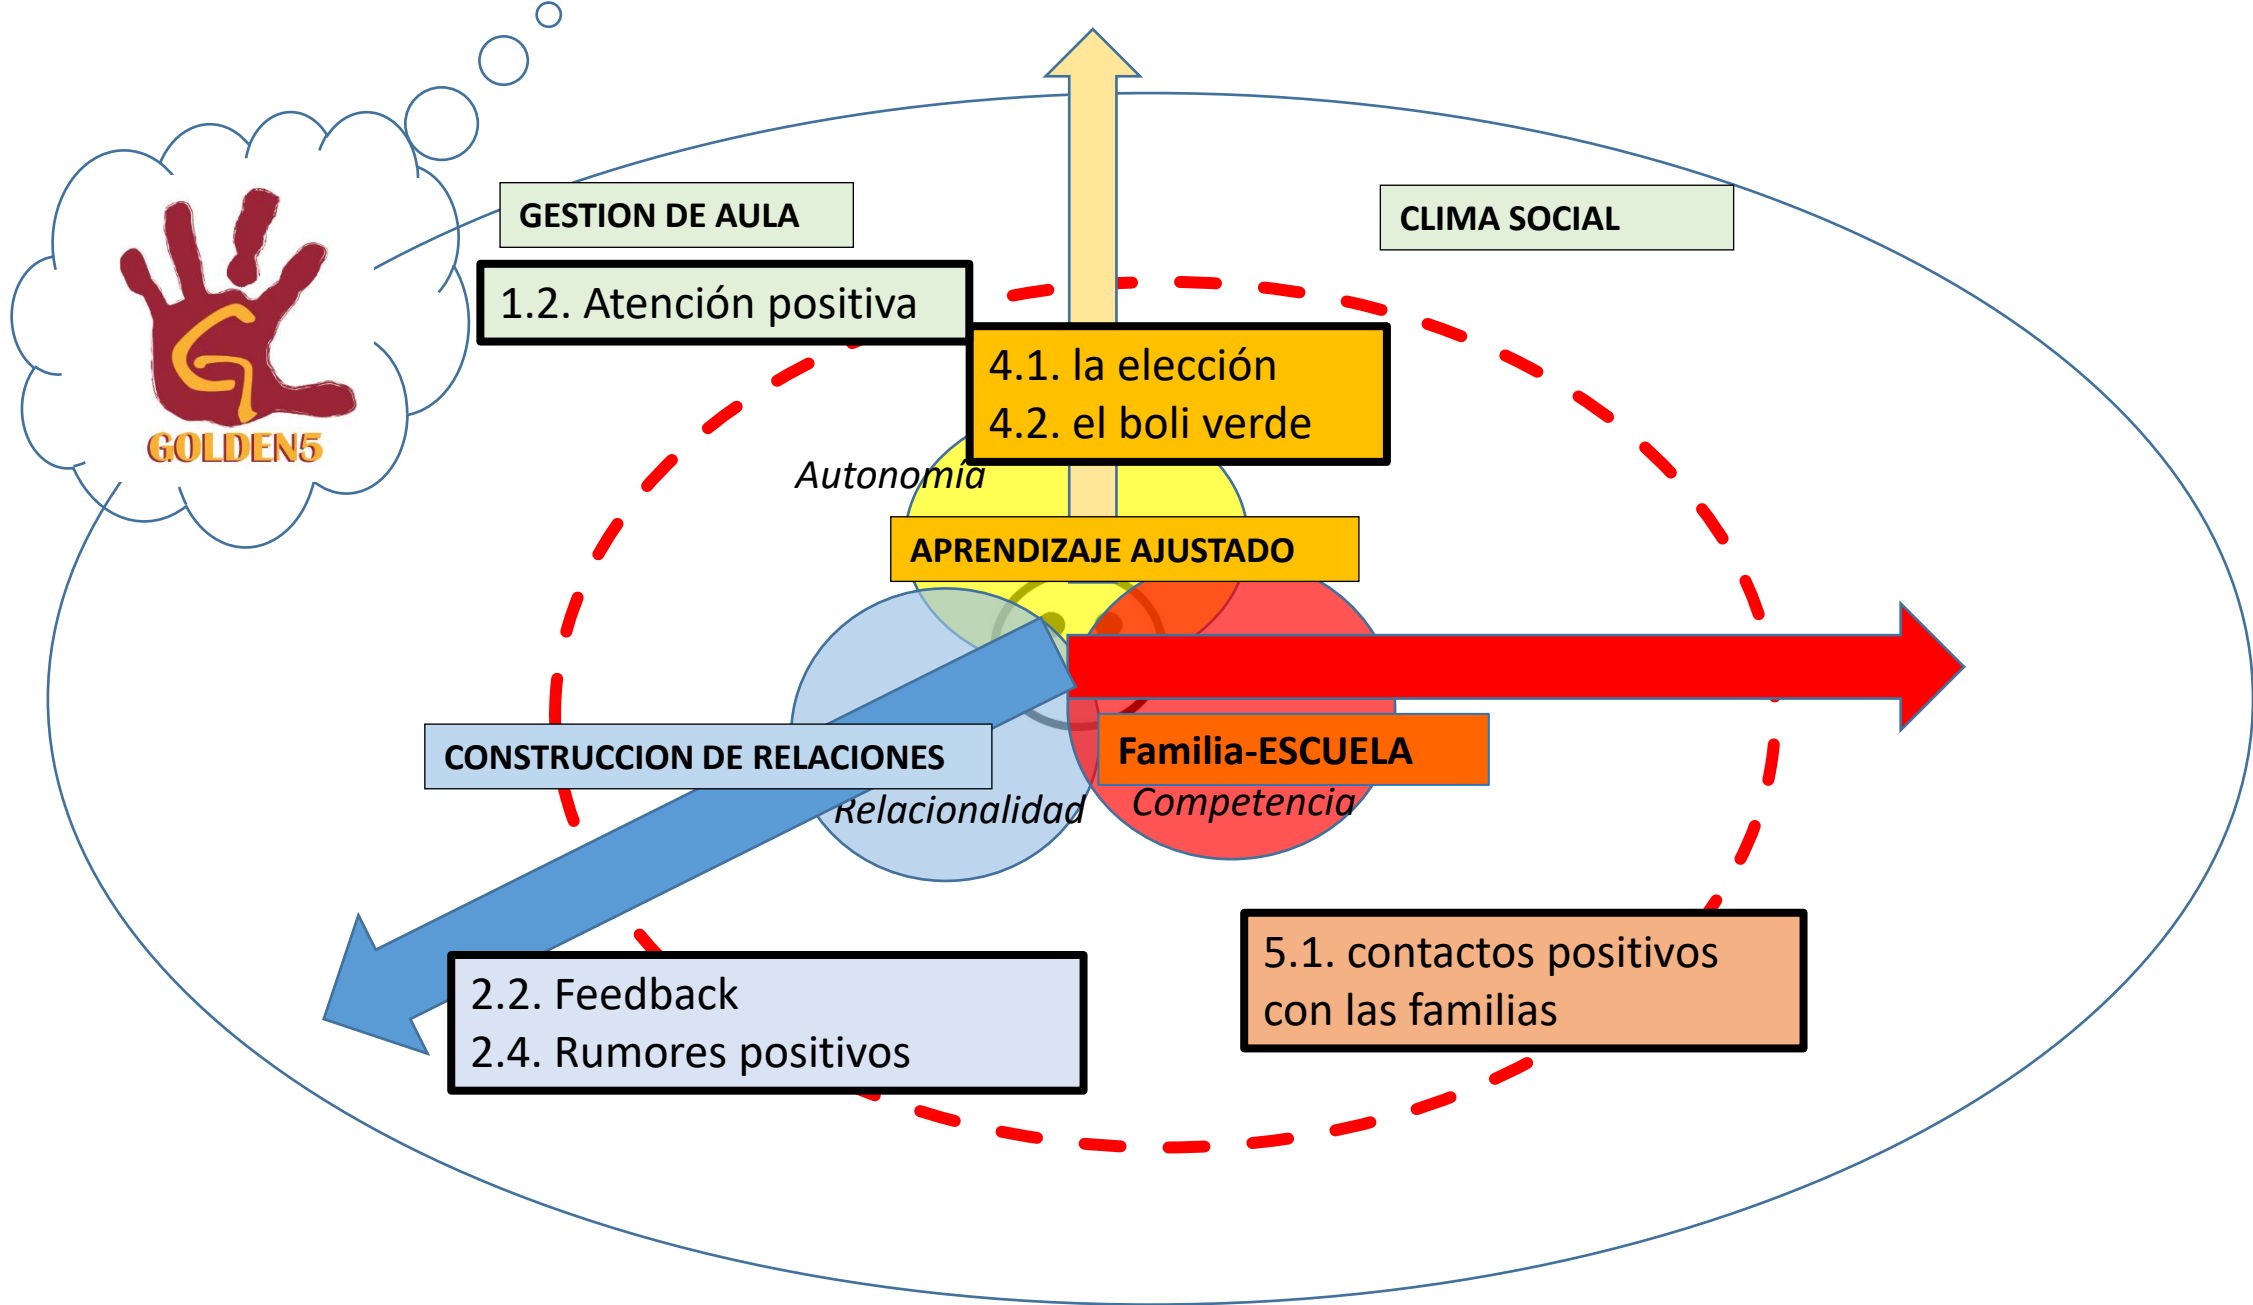 GESTION DE AULA
CLIMA SOCIAL
1.2. Atención positiva
4.1. la elección
4.2. el boli verde
GOLDEN5
Autonomía
APRENDIZAJE AJUSTADO
CONSTRUCCION DE RELACIONES
Familia-ESCUELA
Relacionalidad
Competencia
2.2. Feedback
2.4. Rumores positivos
5.1. contactos positivos
con las familias